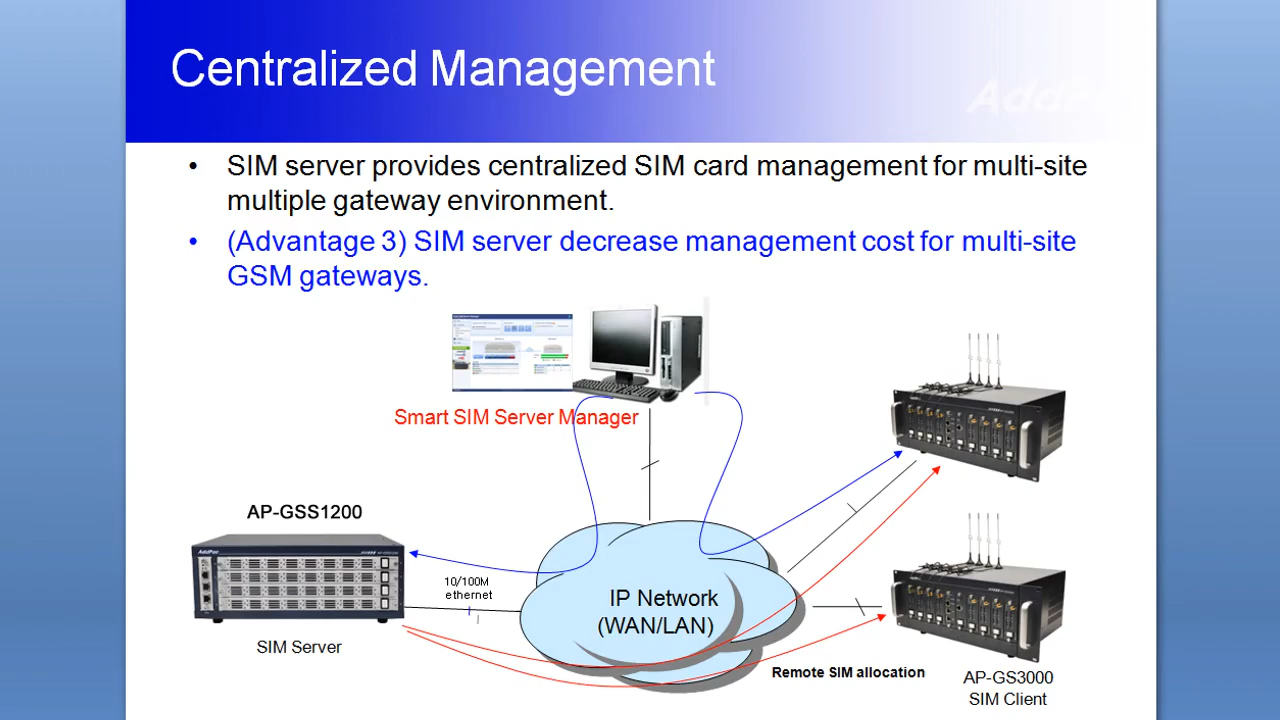 Centralized Management
• SIM server provides centralized SIM card management for multi-site
multiple gateway environment.
• (Advantage 3) SIM server decrease management cost for multi-site
GSM gateways.
Smart SIM Server Manager
AP-GSS1200
AddPac
10/100M
ethernet
IP Network
(WAN/LAN)
SIM Server
Remote SIM allocation
AP-GS3000
SIM Client